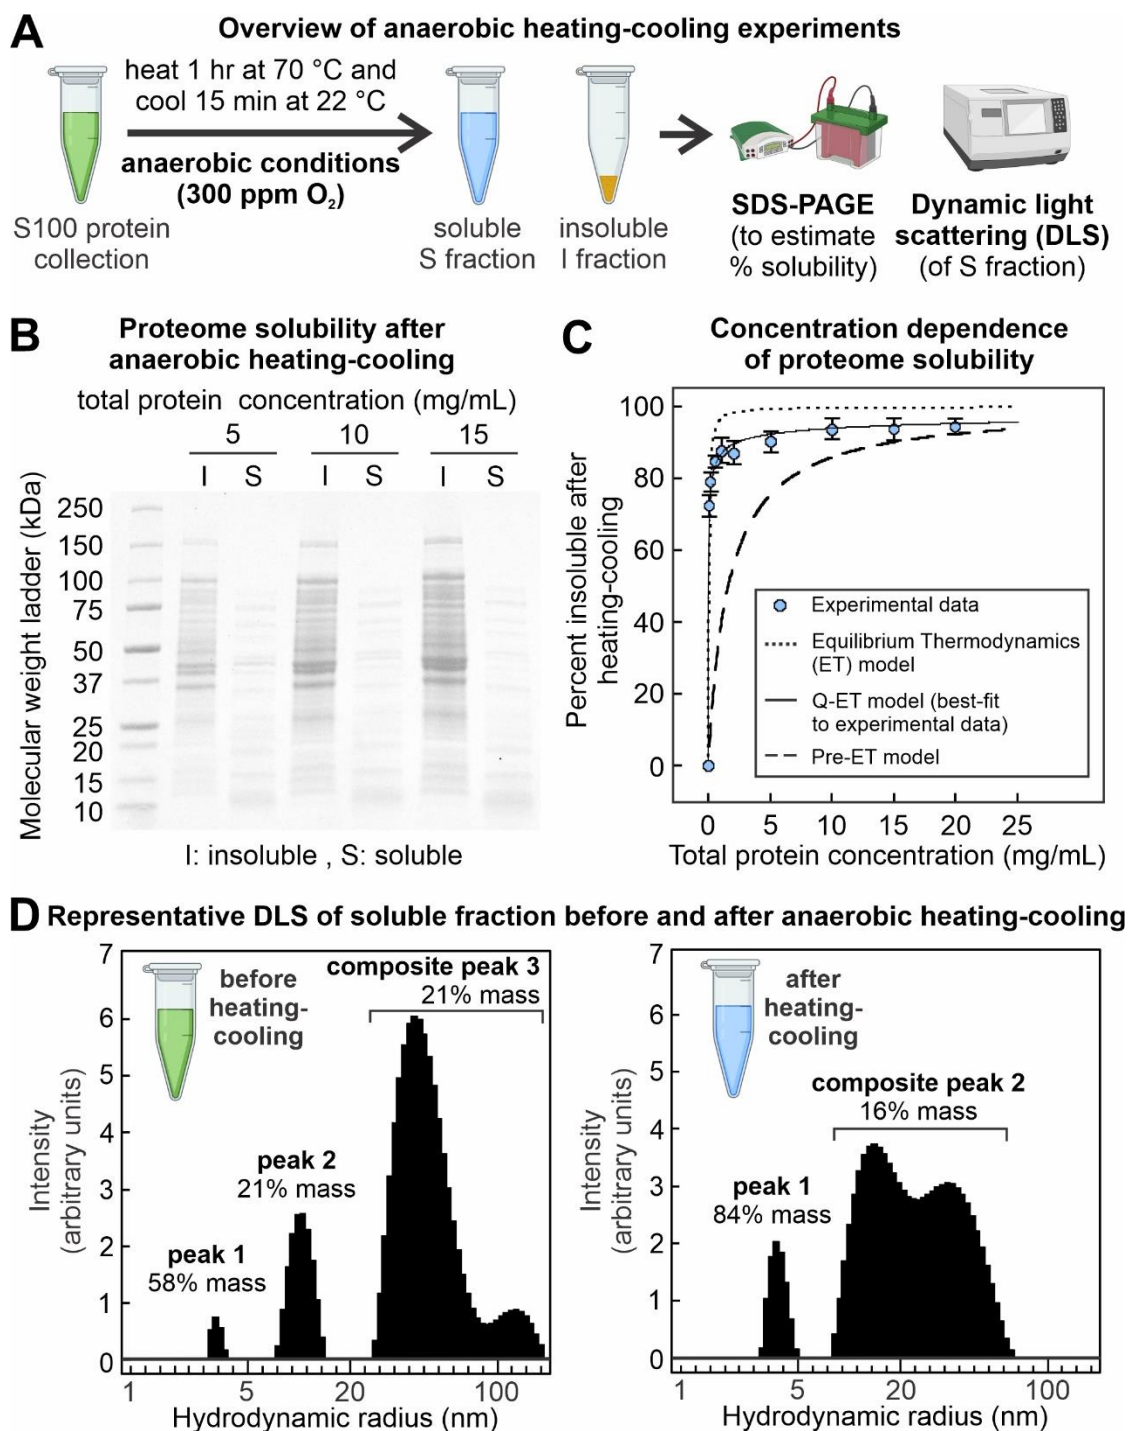 A
Overview of anaerobic heating-cooling experiments
heat 1 hr at 70 °C and
cool 15 min at 22 °C
anaerobic conditions
(300 ppm O₂)
S100 protein
collection
soluble
S fraction
insoluble
I fraction
SDS-PAGE
(to estimate
% solubility)
Dynamic light
scattering (DLS)
(of S fraction)
B
Proteome solubility after
anaerobic heating-cooling
total protein concentration (mg/mL)
5 10 15
I S I S I S
Molecular weight ladder (kDa)
250
150
100
75
50
37
25
20
15
10
I: insoluble , S: soluble
C
Concentration dependence
of proteome solubility
Percent insoluble after
heating-cooling
100
80
60
40
20
0
Experimental data
Equilibrium Thermodynamics
(ET) model
Q-ET model (best-fit
to experimental data)
Pre-ET model
0 5 10 15 20 25
Total protein concentration (mg/mL)
D
Representative DLS of soluble fraction before and after anaerobic heating-cooling
Intensity
(arbitrary units)
7
6
5
4
3
2
1
0
before
heating-
cooling
composite peak 3
21% mass
peak 2
21% mass
peak 1
58% mass
1 5 20 100
Hydrodynamic radius (nm)
Intensity
(arbitrary units)
7
6
5
4
3
2
1
0
after
heating-
cooling
composite peak 2
16% mass
peak 1
84% mass
1 5 20 100
Hydrodynamic radius (nm)